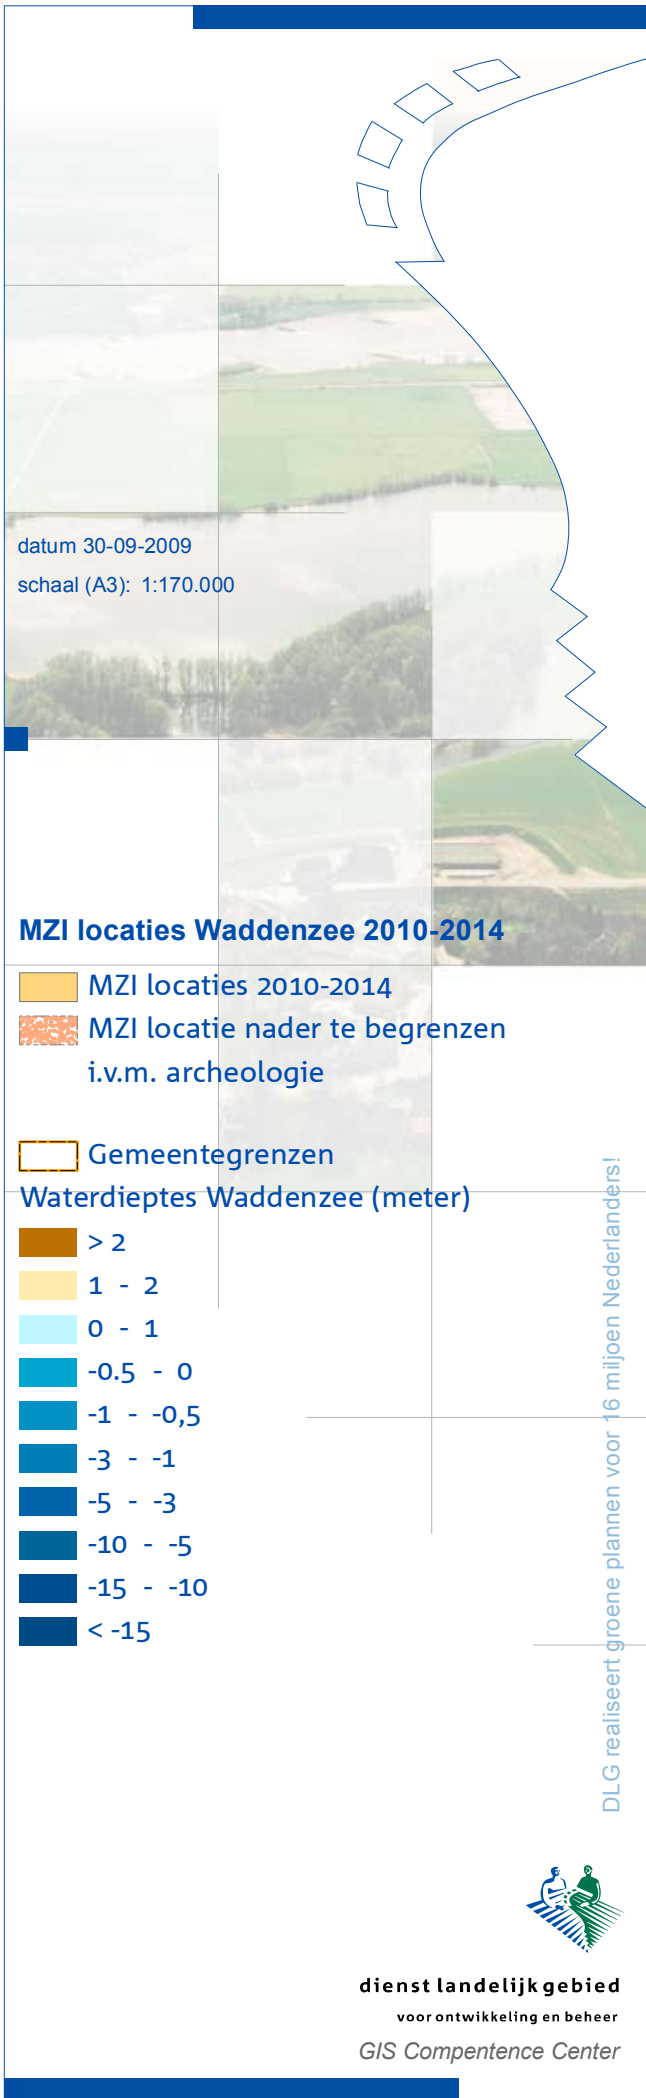 datum 30-09-2009
schaal (A3): 1:170.000
MZI locaties Waddenzee 2010-2014
MZI locaties 2010-2014
MZI locatie nader te begrenzen
i.v.m. archeologie
Gemeentegrenzen
Waterdieptes Waddenzee (meter)
> 2
1 - 2
0 - 1
-0.5 - 0
-1 - -0,5
-3 - -1
-5 - -3
-10 - -5
-15 - -10
< -15
DLG realiseert groene plannen voor 16 miljoen Nederlanders!
dienst landelijk gebied
voor ontwikkeling en beheer
GIS Compentence Center